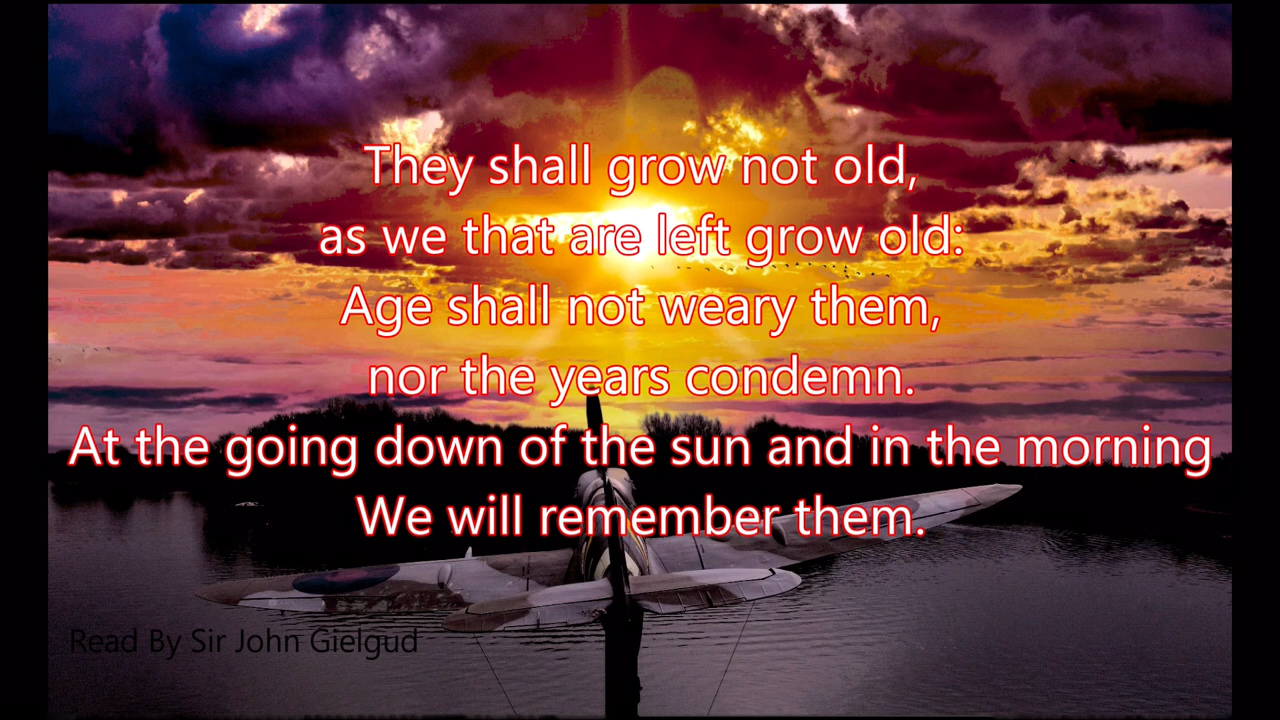 They shall grow not old,
as we that are left grow old:
Age shall not weary them,
nor the years condemn.
At the going down of the sun and in the morning
We will remember them.
Read By Sir John Gielgud